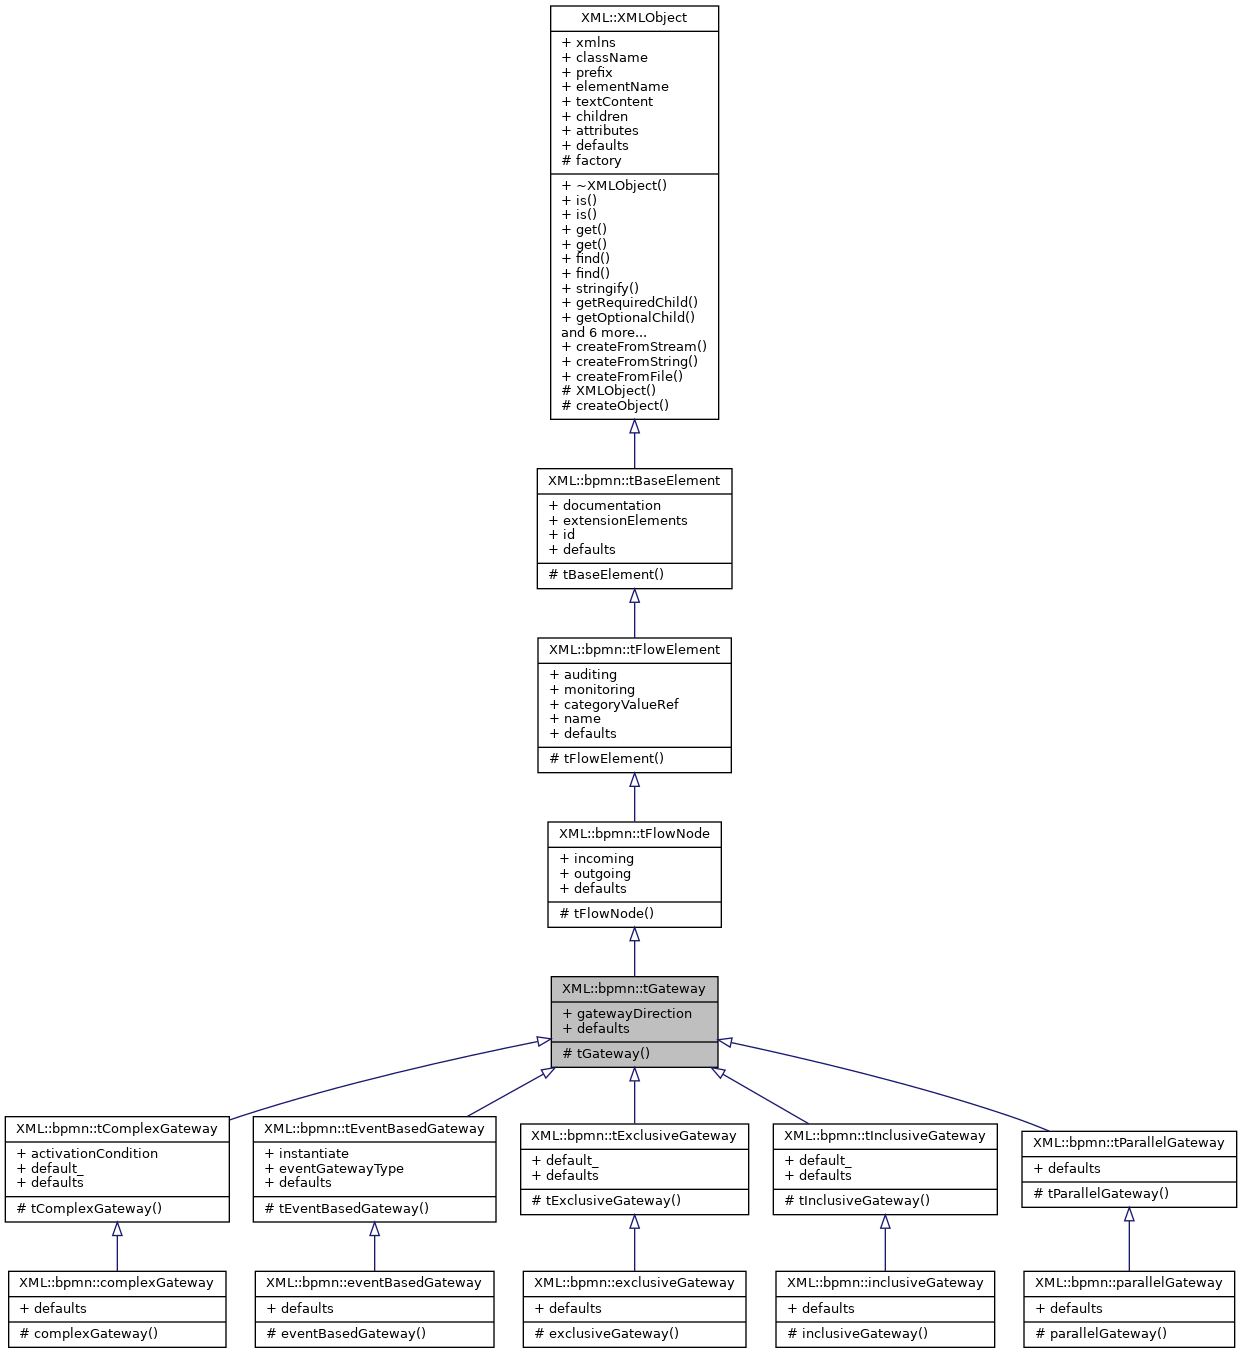 XML::XMLObject
+ xmlns
+ className
+ prefix
+ elementName
+ textContent
+ children
+ attributes
+ defaults
# factory
+ ~XMLObject()
+ is()
+ is()
+ get()
+ get()
+ find()
+ find()
+ stringify()
+ getRequiredChild()
+ getOptionalChild()
and 6 more...
+ createFromStream()
+ createFromString()
+ createFromFile()
# XMLObject()
# createObject()
XML::bpmn::tBaseElement
+ documentation
+ extensionElements
+ id
+ defaults
# tBaseElement()
XML::bpmn::tFlowElement
+ auditing
+ monitoring
+ categoryValueRef
+ name
+ defaults
# tFlowElement()
XML::bpmn::tFlowNode
+ incoming
+ outgoing
+ defaults
# tFlowNode()
XML::bpmn::tGateway
+ gatewayDirection
+ defaults
# tGateway()
XML::bpmn::tComplexGateway
+ activationCondition
+ default_
+ defaults
# tComplexGateway()
XML::bpmn::tEventBasedGateway
+ instantiate
+ eventGatewayType
+ defaults
# tEventBasedGateway()
XML::bpmn::tExclusiveGateway
+ default_
+ defaults
# tExclusiveGateway()
XML::bpmn::tInclusiveGateway
+ default_
+ defaults
# tInclusiveGateway()
XML::bpmn::tParallelGateway
+ defaults
# tParallelGateway()
XML::bpmn::complexGateway
+ defaults
# complexGateway()
XML::bpmn::eventBasedGateway
+ defaults
# eventBasedGateway()
XML::bpmn::exclusiveGateway
+ defaults
# exclusiveGateway()
XML::bpmn::inclusiveGateway
+ defaults
# inclusiveGateway()
XML::bpmn::parallelGateway
+ defaults
# parallelGateway()